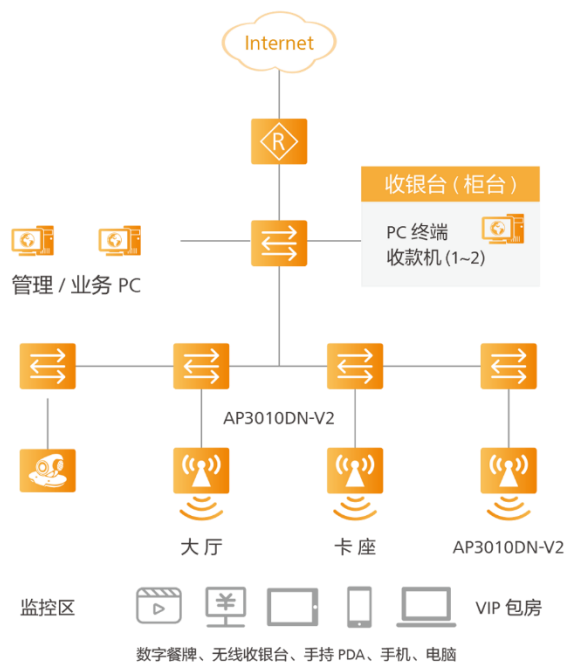 Internet
R
收银台 ( 柜台 )
PC 终端
收款机 (1~2)
管理 / 业务 PC
AP3010DN-V2
大厅
卡座
AP3010DN-V2
监控区
¥
VIP 包房
数字餐牌、无线收银台、手持 PDA、手机、电脑